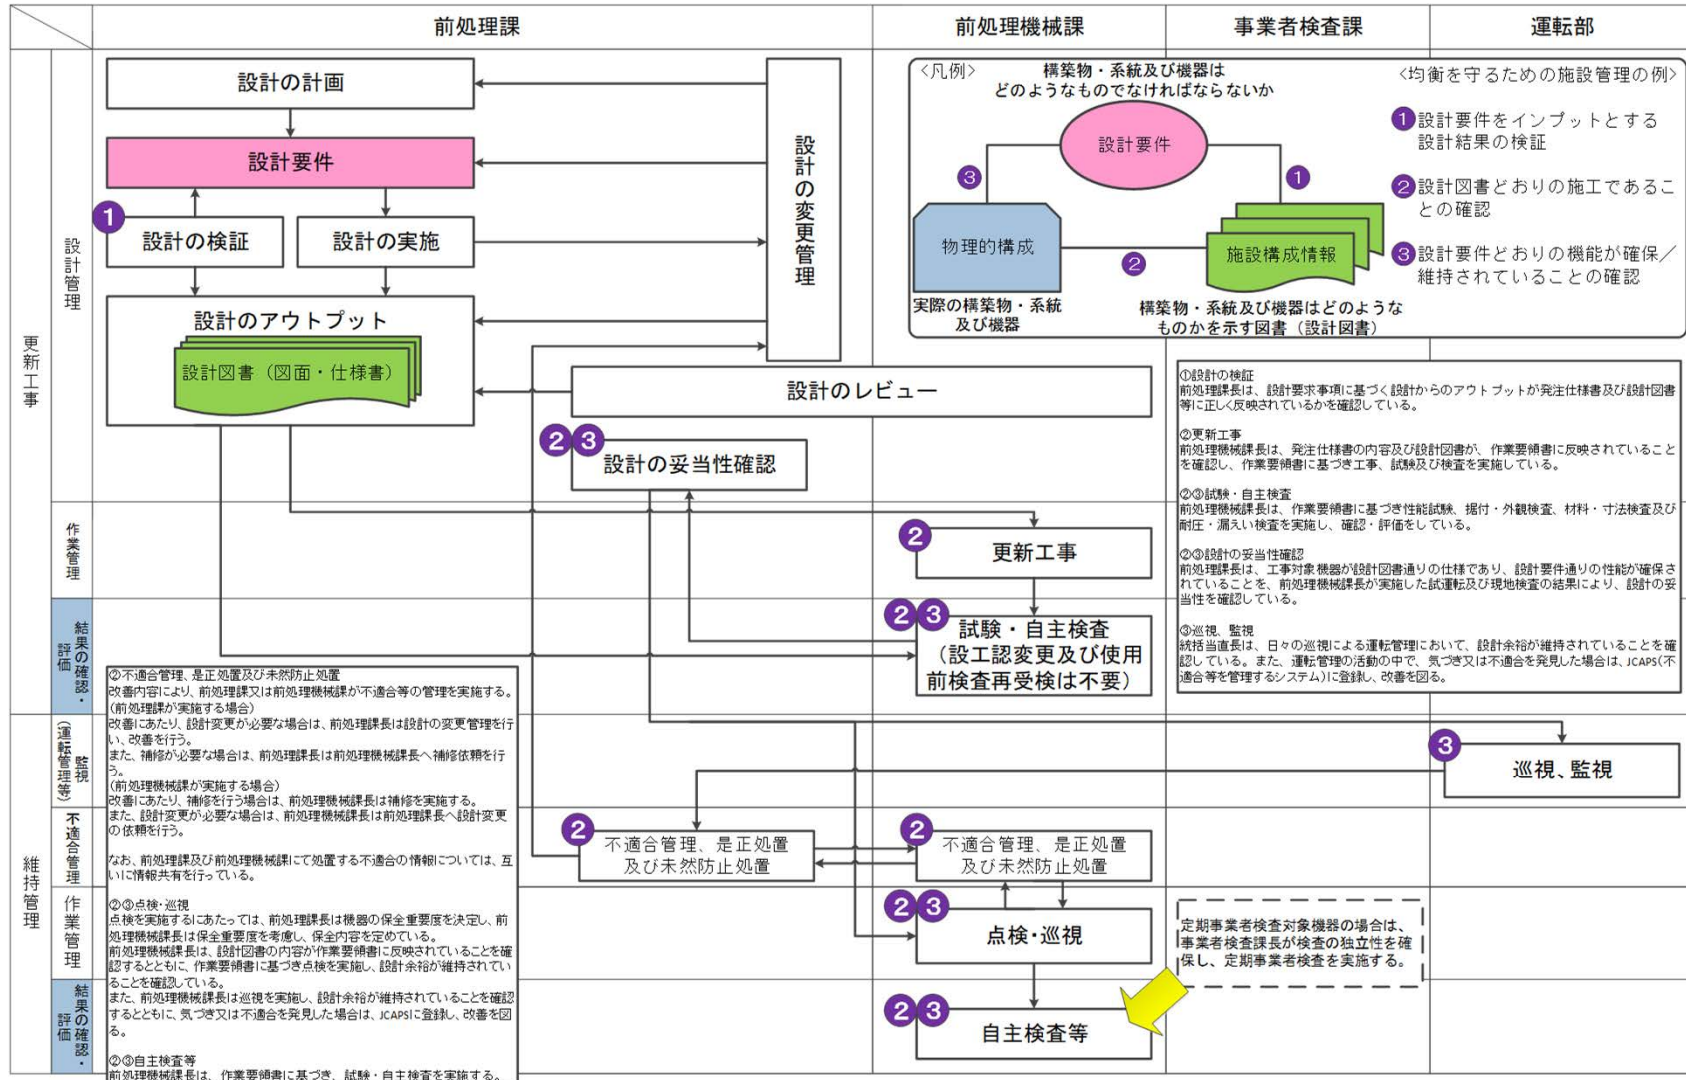 前処理課
前処理機械課
事業者検査課
運転部
更新工事
設計管理
設計の計画
設計要件
設計の検証
設計の実施
設計の変更管理
設計のアウトプット
設計図書（図面・仕様書）
設計のレビュー
設計の妥当性確認
1
2 3
<凡例>
構築物・系統及び機器は
どのようなものでなければならないか
設計要件
3
1
物理的構成
2
施設構成情報
実際の構築物・系統
及び機器
構築物・系統及び機器はどのような
ものかを示す図書（設計図書）
<均衡を守るための施設管理の例>
1 設計要件をインプットとする
設計結果の検証
2 設計図書どおりの施工であるこ
との確認
3 設計要件どおりの機能が確保／
維持されていることの確認
①設計の検証
前処理課長は、設計要求事項に基づく設計からのアウトプットが発注仕様書及び設計図書
等に正しく反映されているかを確認している。
②更新工事
前処理機械課長は、発注仕様書の内容及び設計図書が、作業要領書に反映されていること
を確認し、作業要領書に基づき工事、試験及び検査を実施している。
②③試験・自主検査
前処理機械課長は、作業要領書に基づき性能試験、据付・外観検査、材料・寸法検査及び
耐圧・漏えい検査を実施し、確認・評価をしている。
②③設計の妥当性確認
前処理課長は、工事対象機器が設計図書通りの仕様であり、設計要件通りの性能が確保さ
れていることを、前処理機械課長が実施した試運転及び現地検査の結果により、設計の妥
当性を確認している。
③巡視、監視
統括当直長は、日々の巡視による運転管理において、設計余裕が維持されていることを確
認している。また、運転管理の活動の中で、気づき又は不適合を発見した場合は、JCAPS(不
適合等を管理するシステム)に登録し、改善を図る。
作業管理
2
更新工事
結果の確認・
評価
2 3
試験・自主検査
（設工認変更及び使用
前検査再受検は不要）
②不適合管理、是正処置及び未然防止処置
改善内容により、前処理課又は前処理機械課が不適合等の管理を実施する。
(前処理課が実施する場合)
改善にあたり、設計変更が必要な場合は、前処理課長は設計の変更管理を行
い、改善を行う。
また、補修が必要な場合は、前処理課長は前処理機械課長へ補修依頼を行
う。
(前処理機械課が実施する場合)
改善にあたり、補修を行う場合は、前処理機械課長は補修を実施する。
また、設計変更が必要な場合は、前処理機械課長は前処理課長へ設計変更
の依頼を行う。
なお、前処理課及び前処理機械課にて処置する不適合の情報については、互
いに情報共有を行っている。
②③点検・巡視
点検を実施するにあたっては、前処理課長は機器の保全重要度を決定し、前
処理機械課長は保全重要度を考慮し、保全内容を定めている。
前処理機械課長は、設計図書の内容が作業要領書に反映されていることを確
認するとともに、作業要領書に基づき点検を実施し、設計余裕が維持されてい
ることを確認している。
また、前処理機械課長は巡視を実施し、設計余裕が維持されていることを確認
するとともに、気づき又は不適合を発見した場合は、JCAPSに登録し、改善を図
る。
②③自主検査等
前処理機械課長は、作業要領書に基づき、試験・自主検査を実施する。
維持管理
監視
(運転管理等)
3
巡視、監視
不適合管理
2
不適合管理、是正処置
及び未然防止処置
2
不適合管理、是正処置
及び未然防止処置
作業管理
2 3
点検・巡視
定期事業者検査対象機器の場合は、
事業者検査課長が検査の独立性を確
保し、定期事業者検査を実施する。
結果の確認・
評価
2 3
自主検査等